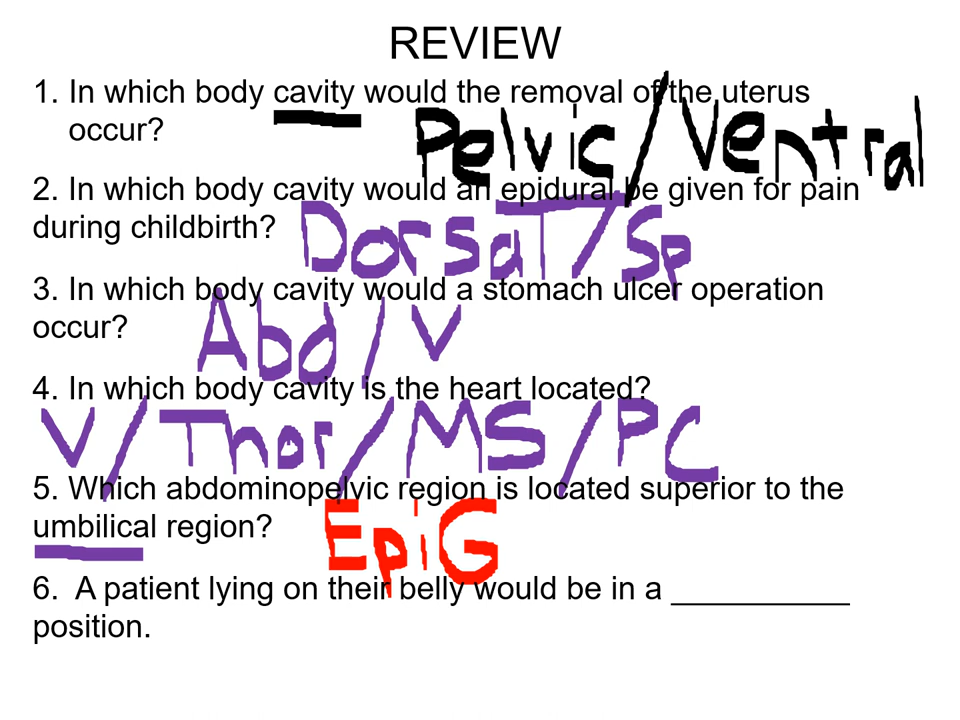 REVIEW
1. In which body cavity would the removal of the uterus
occur?
Pelvic/Ventral
2. In which body cavity would an epidural be given for pain
during childbirth?
Dorsal/Sp
3. In which body cavity would a stomach ulcer operation
occur?
Abd/V
4. In which body cavity is the heart located?
V/Thor/MS/PC
5. Which abdominopelvic region is located superior to the
umbilical region?
EpiG
6. A patient lying on their belly would be in a __________
position.